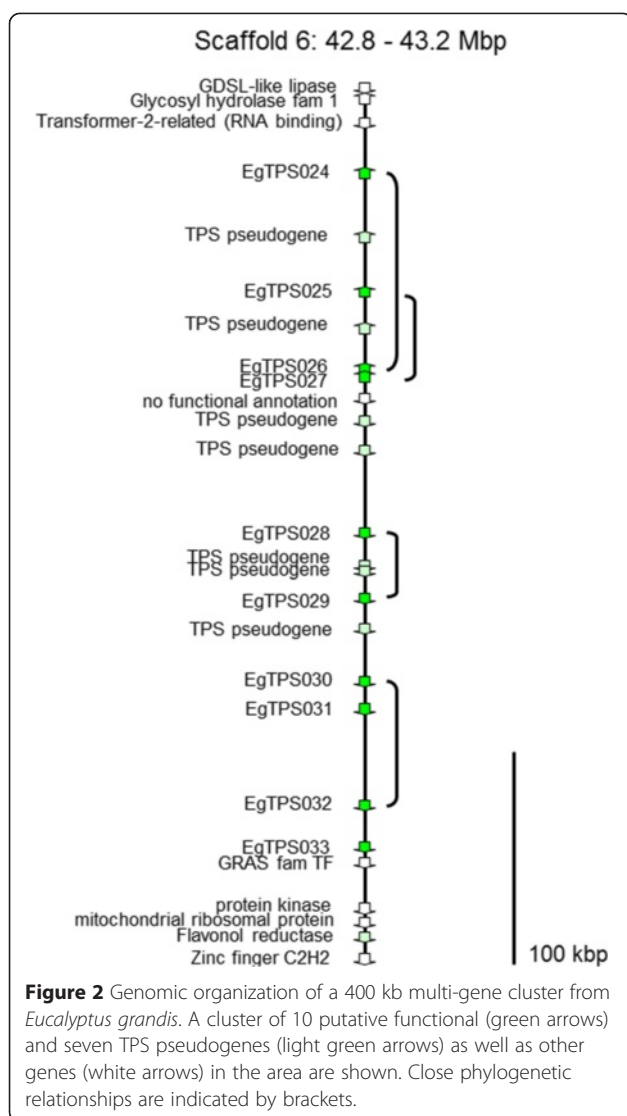 Scaffold 6: 42.8 - 43.2 Mbp
GDSL-like lipase
Glycosyl hydrolase fam 1
Transformer-2-related (RNA binding)
EgTPS024
TPS pseudogene
EgTPS025
TPS pseudogene
EgTPS026
EgTPS027
no functional annotation
TPS pseudogene
TPS pseudogene
EgTPS028
TPS pseudogene
TPS pseudogene
EgTPS029
TPS pseudogene
EgTPS030
EgTPS031
EgTPS032
EgTPS033
GRAS fam TF
protein kinase
mitochondrial ribosomal protein
Flavonol reductase
Zinc finger C2H2
100 kbp
Figure 2 Genomic organization of a 400 kb multi-gene cluster from
Eucalyptus grandis. A cluster of 10 putative functional (green arrows)
and seven TPS pseudogenes (light green arrows) as well as other
genes (white arrows) in the area are shown. Close phylogenetic
relationships are indicated by brackets.